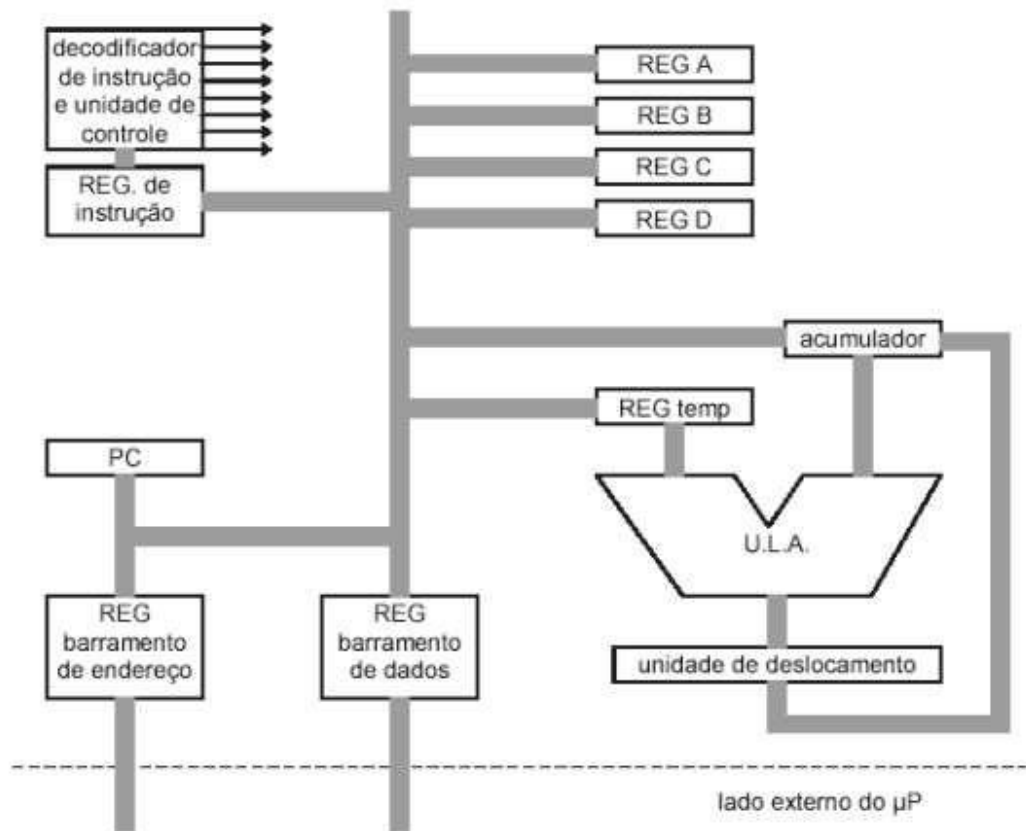 decodificador
de instrução
e unidade de
controle
REG. de
instrução
REG A
REG B
REG C
REG D
acumulador
REG temp
PC
U.L.A.
REG
barramento
de endereço
REG
barramento
de dados
unidade de deslocamento
lado externo do µP